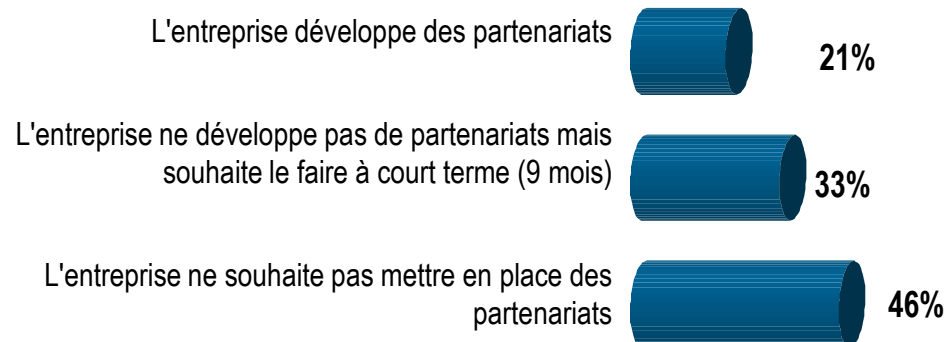 L'entreprise développe des partenariats
21%
L'entreprise ne développe pas de partenariats mais
souhaite le faire à court terme (9 mois)
33%
L'entreprise ne souhaite pas mettre en place des
partenariats
46%